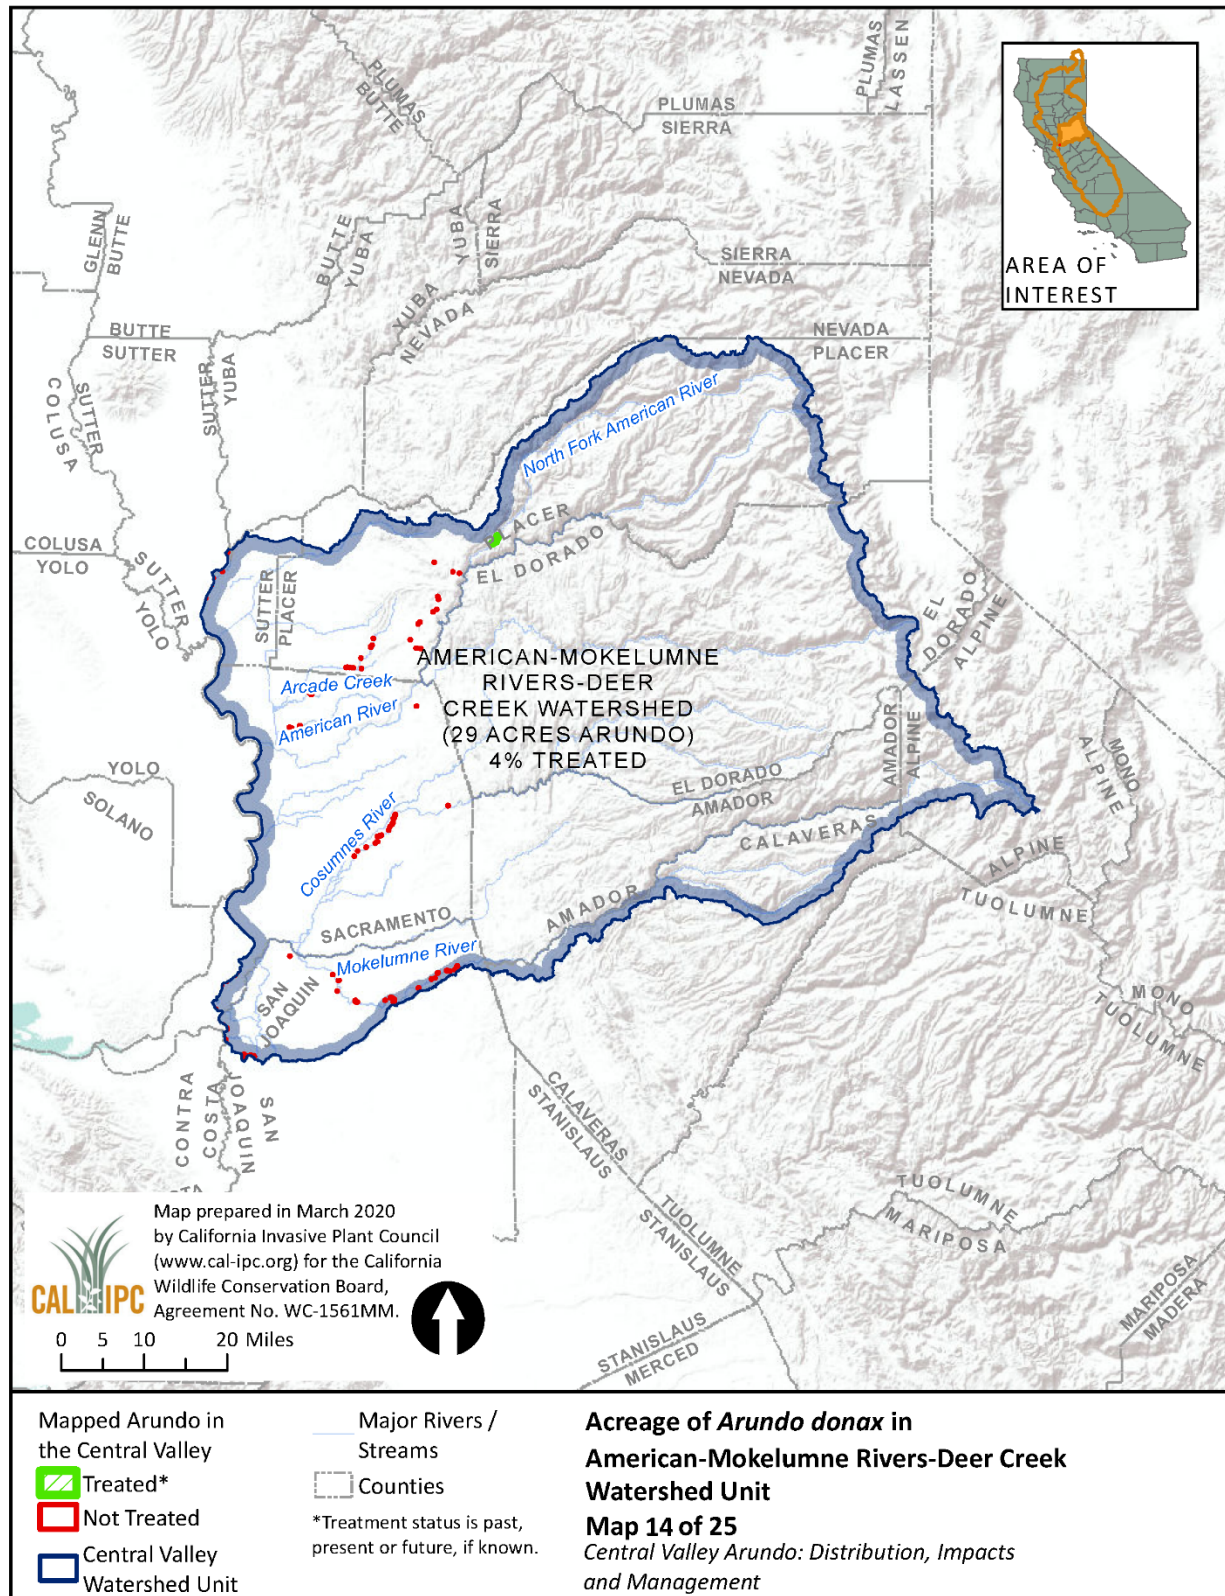 PLUMAS
BUTTE
PLUMAS
LASSEN
PLUMAS
SIERRA
GLENN
BUTTE
BUTTE
YUBA
YUBA
SIERRA
SIERRA
NEVADA
YUBA
NEVADA
BUTTE
SUTTER
SUTTER
YUBA
SUTTER
COLUSA
NEVADA
PLACER
AREA OF
INTEREST
North Fork American River
PLACER
EL DORADO
COLUSA
YOLO
SUTTER
YOLO
SUTTER
PLACER
EL
DORADO
ALPINE
AMERICAN-MOKELUMNE
RIVERS-DEER
CREEK WATERSHED
(29 ACRES ARUNDO)
4% TREATED
Arcade Creek
American River
AMADOR
ALPINE
MONO
ALPINE
YOLO
SOLANO
EL DORADO
AMADOR
Cosumnes River
CALAVERAS
ALPINE
TUOLUMNE
AMADOR
SACRAMENTO
Mokelumne River
SAN
JOAQUIN
MONO
TUOLUMNE
CONTRA
COSTA
JOAQUIN
SAN
CALAVERAS
STANISLAUS
TUOLUMNE
MARIPOSA
TUOLUMNE
STANISLAUS
MARIPOSA
MADERA
STANISLAUS
MERCED
Map prepared in March 2020
by California Invasive Plant Council
(www.cal-ipc.org) for the California
Wildlife Conservation Board,
Agreement No. WC-1561MM.
CAL-IPC
0 5 10 20 Miles
Mapped Arundo in
the Central Valley
Treated*
Not Treated
Central Valley
Watershed Unit
Major Rivers /
Streams
Counties
*Treatment status is past,
present or future, if known.
Acreage of Arundo donax in
American-Mokelumne Rivers-Deer Creek
Watershed Unit
Map 14 of 25
Central Valley Arundo: Distribution, Impacts
and Management